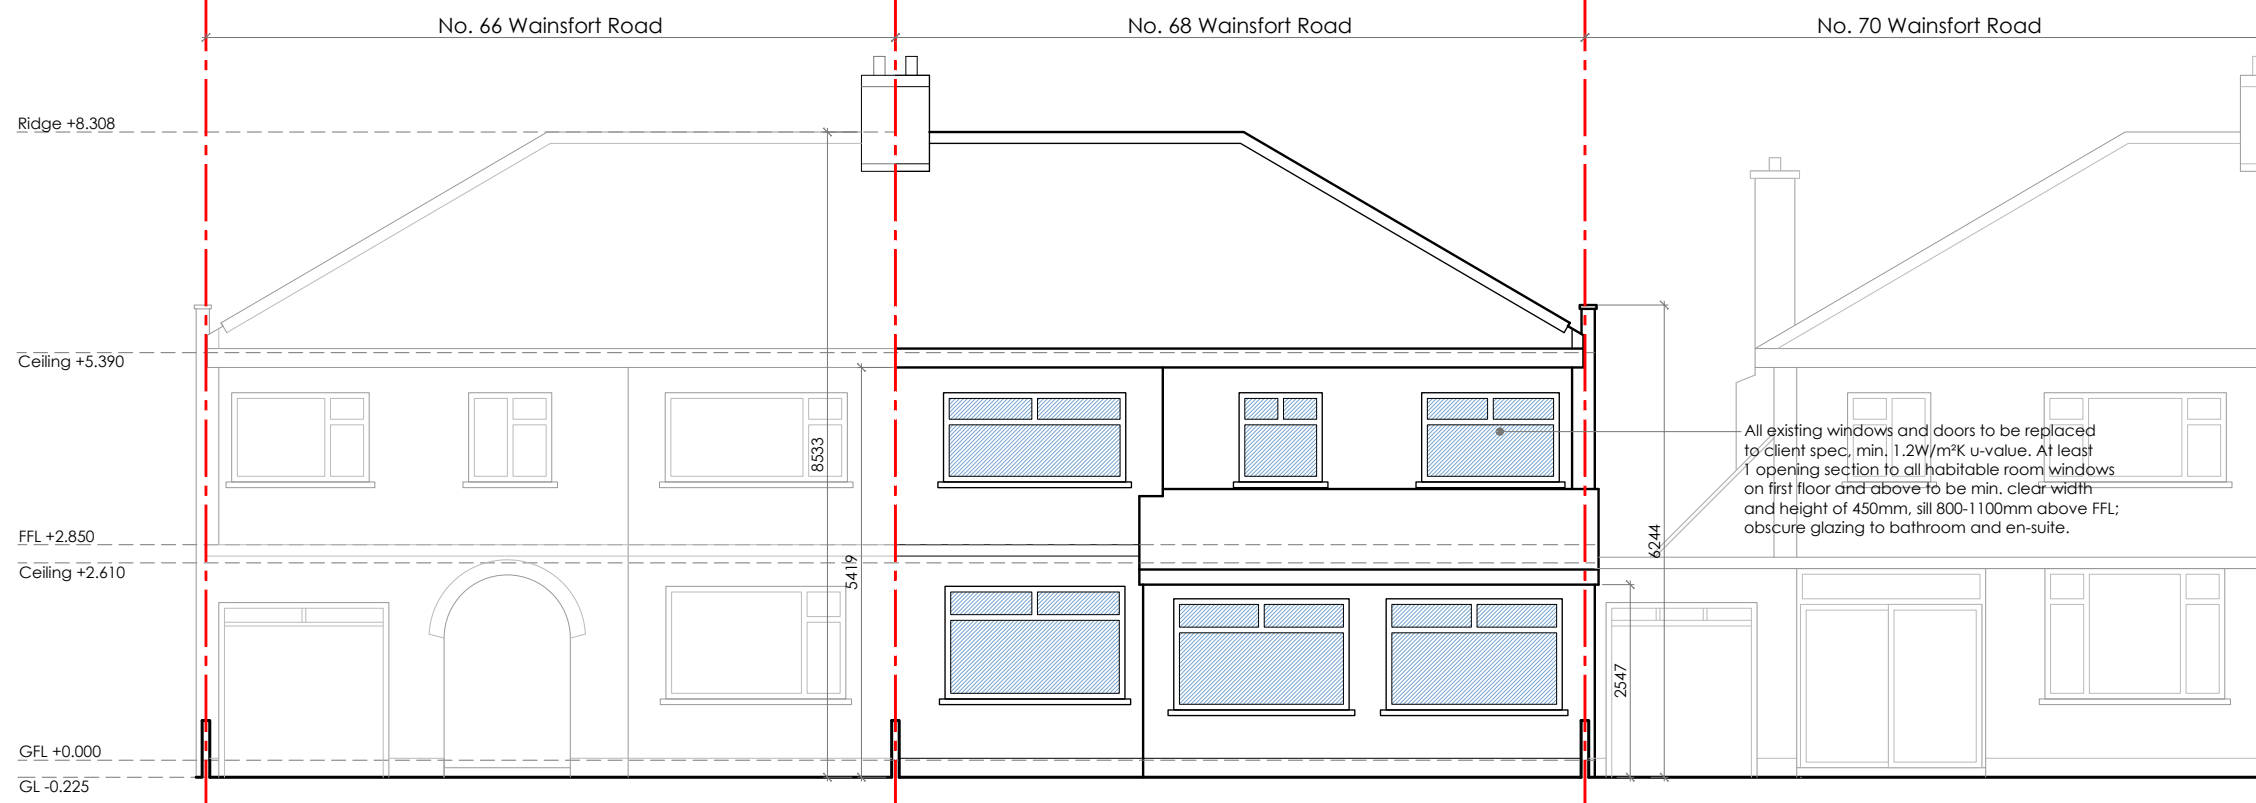 No. 66 Wainsfort Road
No. 68 Wainsfort Road
No. 70 Wainsfort Road
Ridge +8.308
Ceiling +5.390
8533
All existing windows and doors to be replaced
to client spec, min. 1.2W/m²K u-value. At least
1 opening section to all habitable room windows
on first floor and above to be min. clear width
and height of 450mm, sill 800-1100mm above FFL;
obscure glazing to bathroom and en-suite.
FFL +2.850
6244
Ceiling +2.610
5419
2547
GFL +0.000
GL -0.225